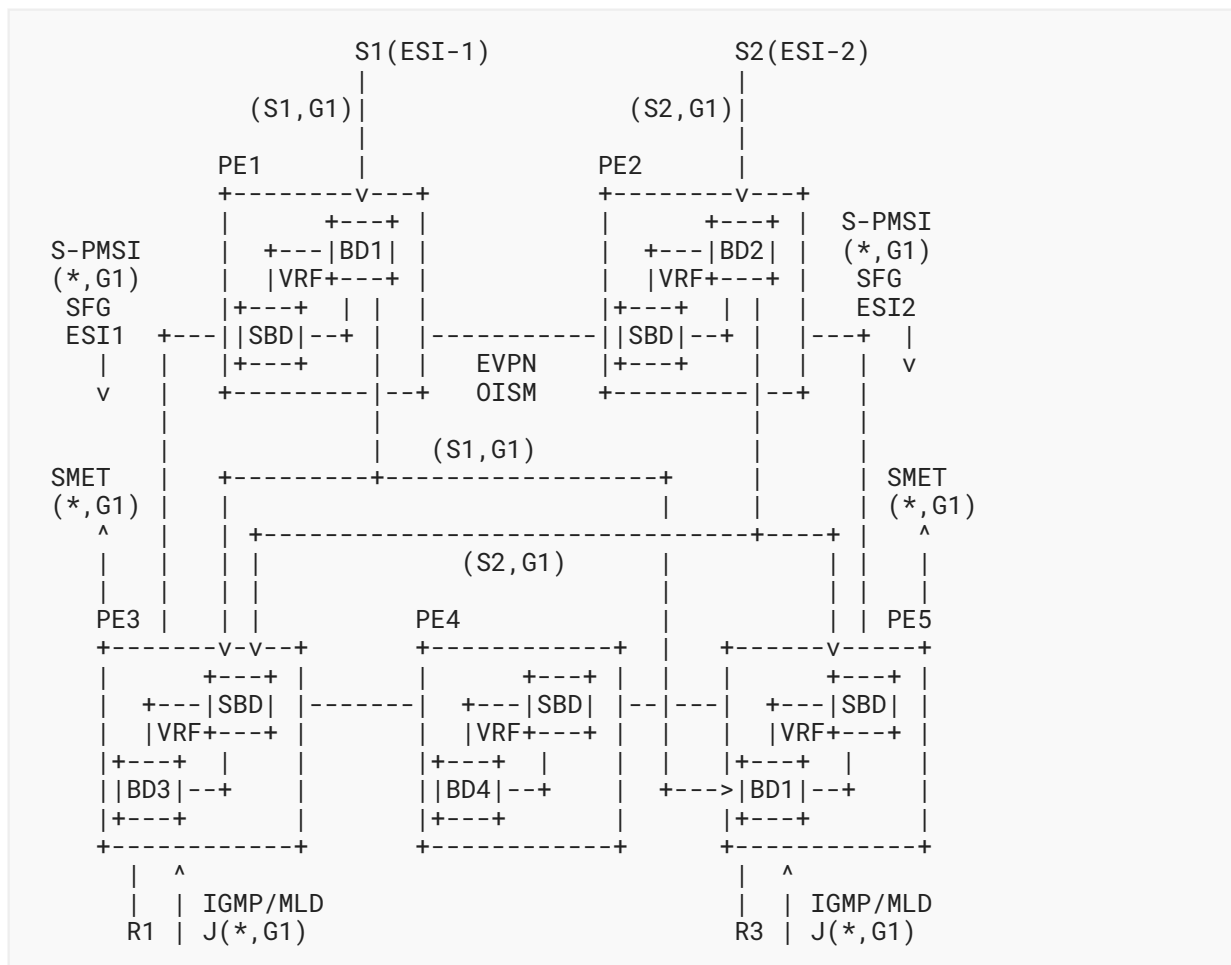 S1(ESI-1) S2(ESI-2)
(S1,G1) (S2,G1)
PE1 PE2
S-PMSI
S-PMSI BD1 BD2 (*,G1)
(*,G1) VRF VRF SFG
SFG ESI2
ESI1 SBD SBD
EVPN
OISM
(S1,G1)
SMET SMET
(*,G1) (*,G1)
(S2,G1)
PE3 PE4 PE5
SBD SBD SBD
VRF VRF VRF
BD3 BD4 BD1
IGMP/MLD IGMP/MLD
R1 J(*,G1) R3 J(*,G1)